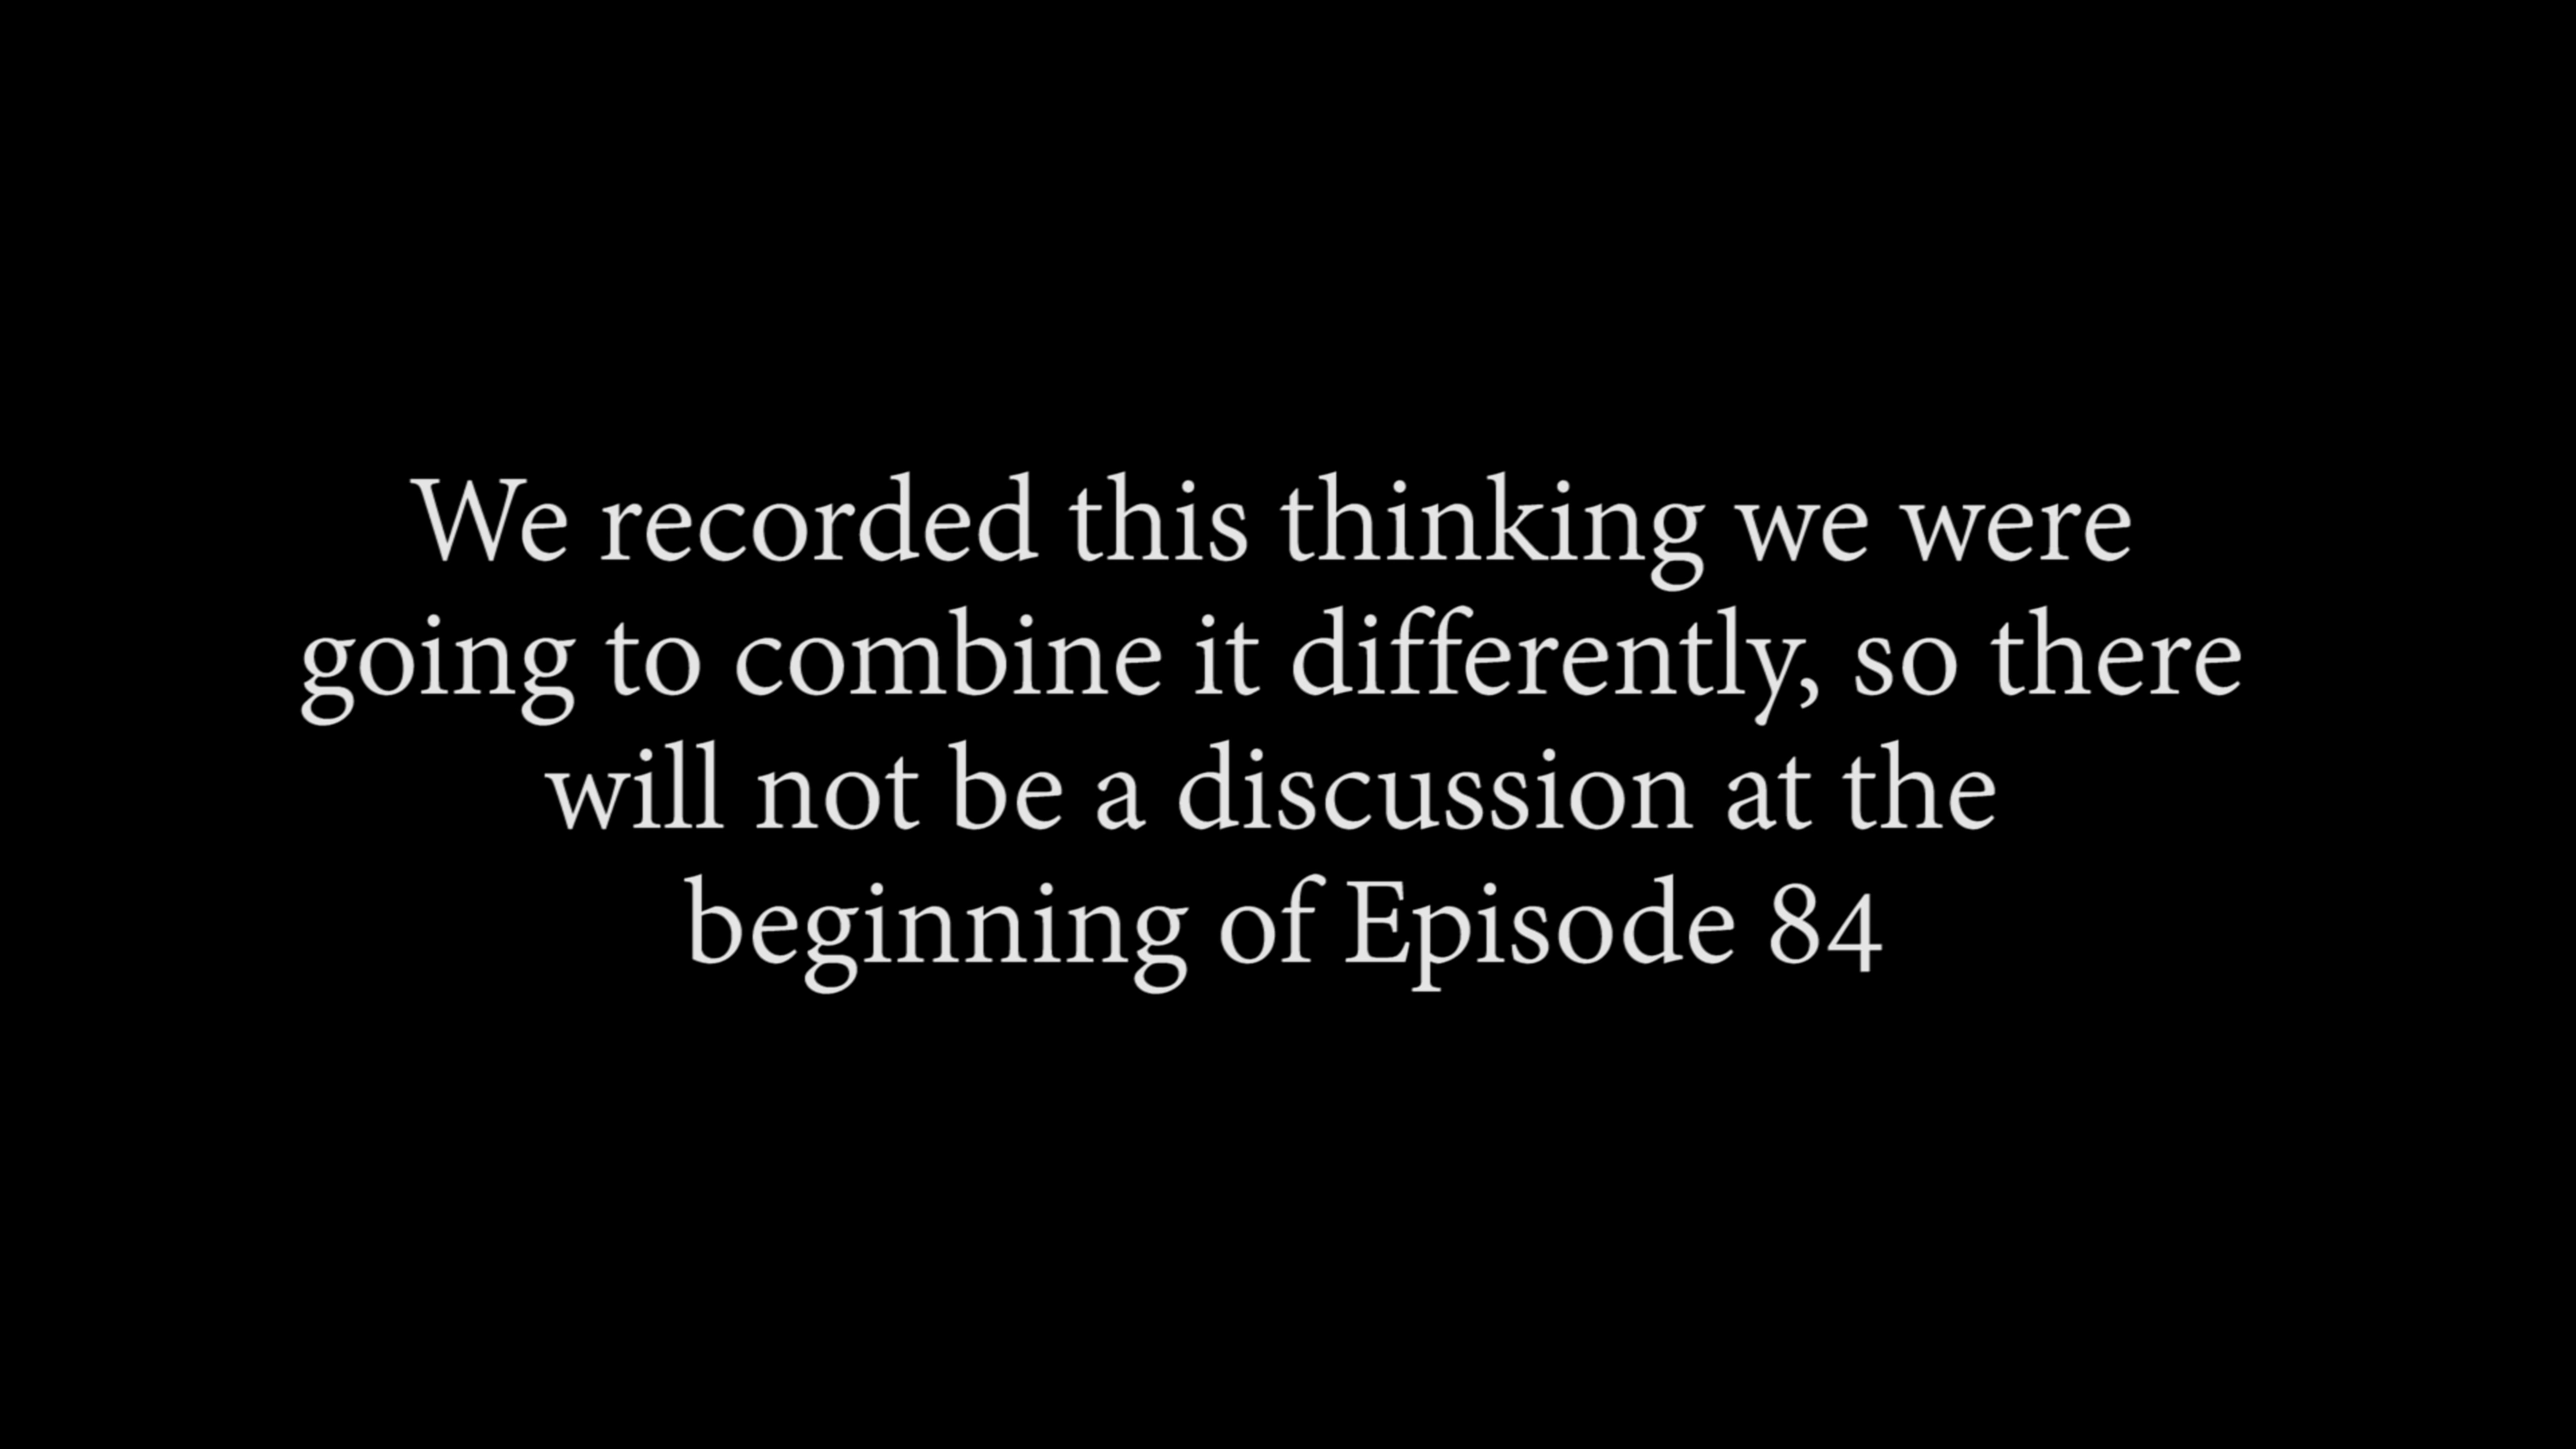 We recorded this thinking we were
going to combine it differently, so there
will not be a discussion at the
beginning of Episode 84